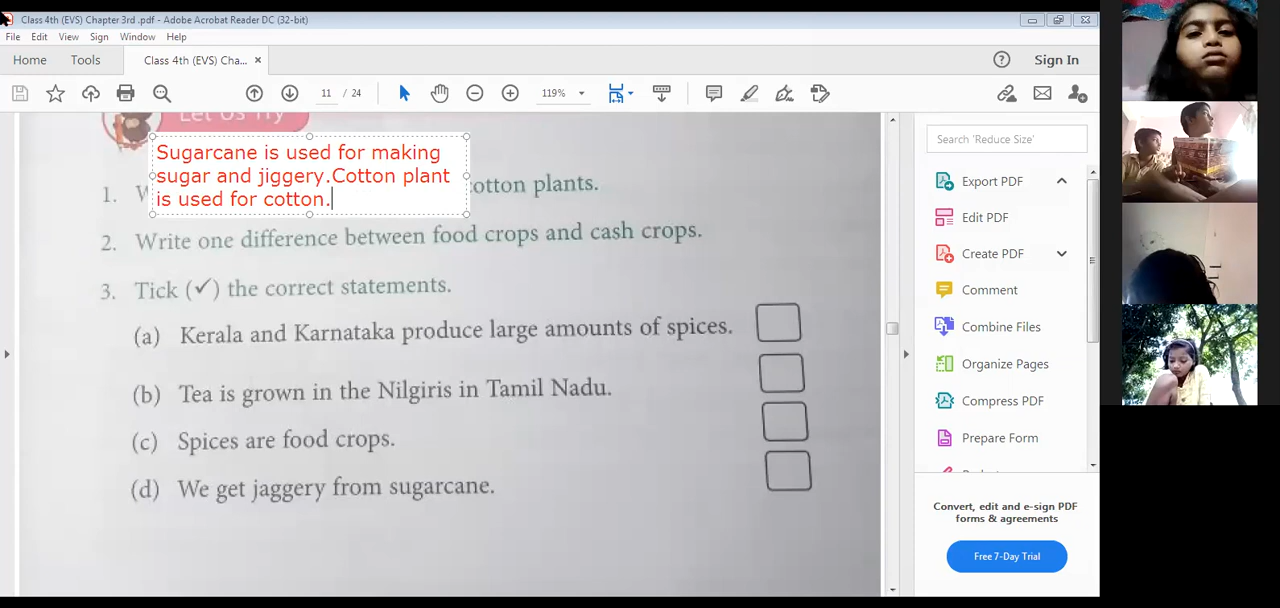 Class 4th (EVS) Chapter 3rd .pdf - Adobe Acrobat Reader DC (32-bit)
File Edit View Sign Window Help
Home Tools Class 4th (EVS) Cha... × Sign In
11 / 24 119%
Let Us Try
Sugarcane is used for making
sugar and jiggery.Cotton plant
is used for cotton.
1. otton plants.
2. Write one difference between food crops and cash crops.
3. Tick (✓) the correct statements.
(a) Kerala and Karnataka produce large amounts of spices.
(b) Tea is grown in the Nilgiris in Tamil Nadu.
(c) Spices are food crops.
(d) We get jaggery from sugarcane.
Search 'Reduce Size'
Export PDF
Edit PDF
Create PDF
Comment
Combine Files
Organize Pages
Compress PDF
Prepare Form
Convert, edit and e-sign PDF
forms & agreements
Free 7-Day Trial